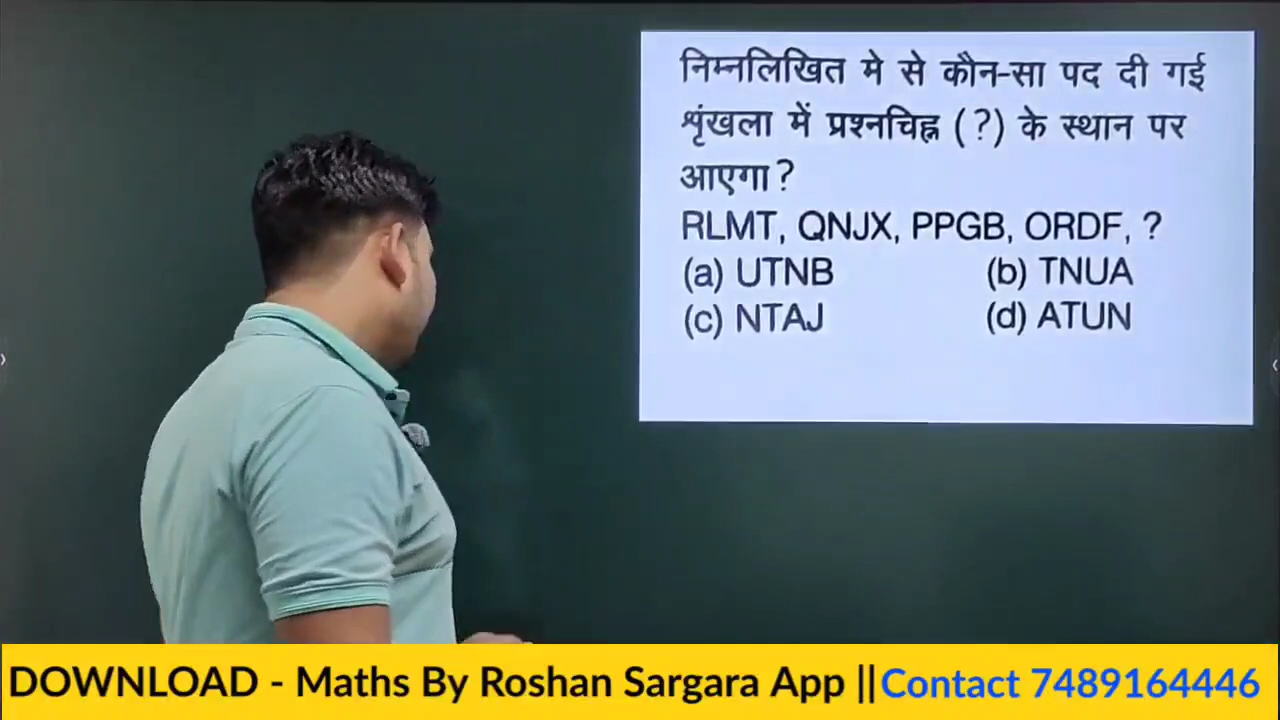 निम्नलिखित मे से कौन-सा पद दी गई
शृंखला में प्रश्नचिह्न (?) के स्थान पर
आएगा?
RLMT, QNJX, PPGB, ORDF, ?
(a) UTNB (b) TNUA
(c) NTAJ (d) ATUN
DOWNLOAD - Maths By Roshan Sargara App || Contact 7489164446